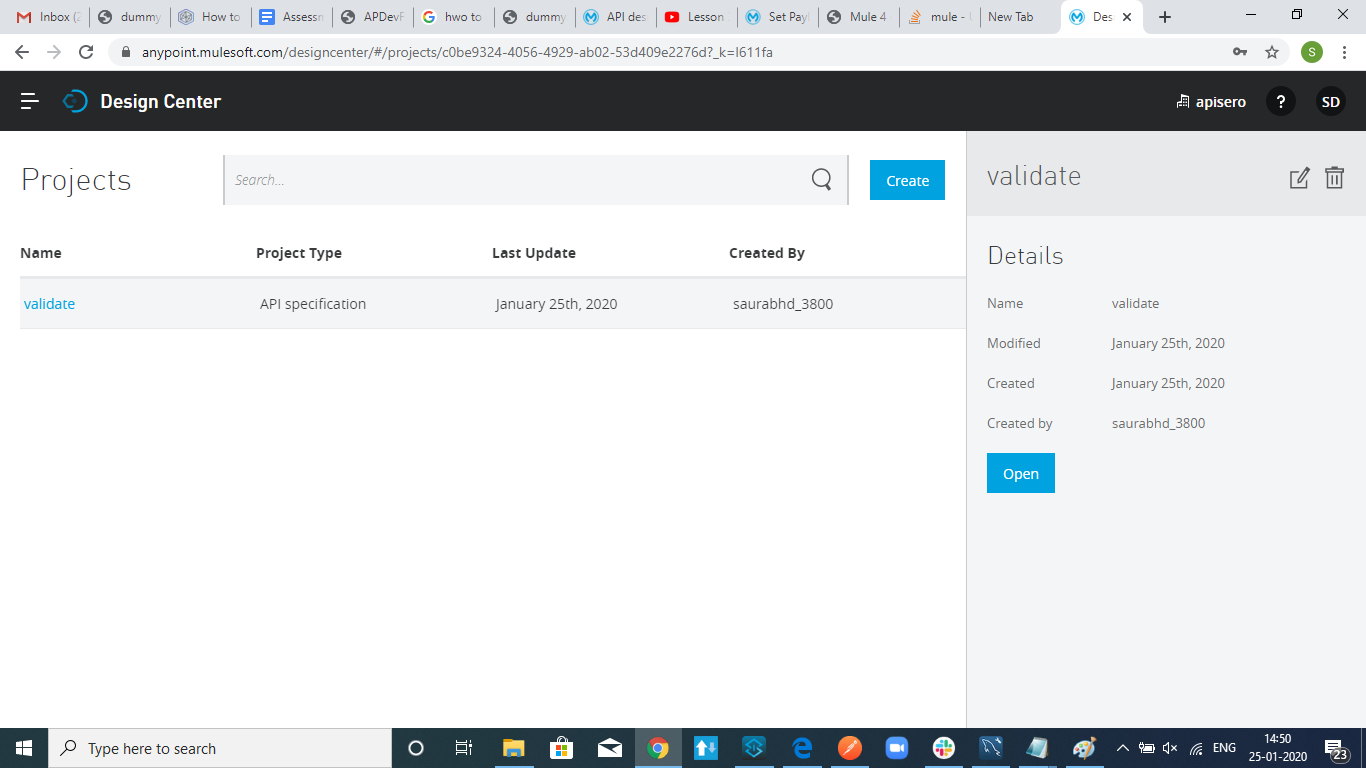 Inbox (2
dummy
How to
Assessm
APDevF
hwo to
dummy
API des
Lesson
Set Payl
Mule 4
mule -
New Tab
Des
anypoint.mulesoft.com/designcenter/#/projects/c0be9324-4056-4929-ab02-53d409e2276d?_k=l611fa
S
Design Center
apisero
?
SD
Projects
Search...
Create
validate
Name
Project Type
Last Update
Created By
validate
API specification
January 25th, 2020
saurabhd_3800
Details
Name
validate
Modified
January 25th, 2020
Created
January 25th, 2020
Created by
saurabhd_3800
Open
Type here to search
ENG
14:50
25-01-2020
23